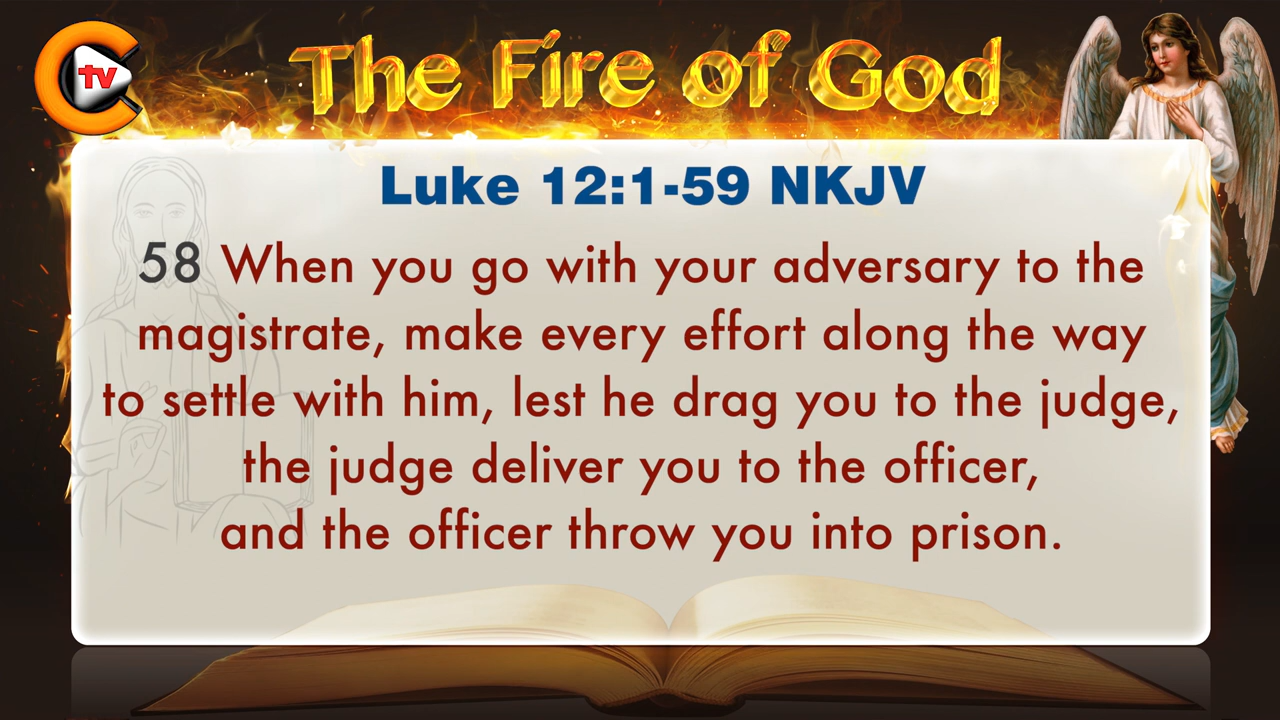 tv
The Fire of God
Luke 12:1-59 NKJV
58 When you go with your adversary to the
magistrate, make every effort along the way
to settle with him, lest he drag you to the judge,
the judge deliver you to the officer,
and the officer throw you into prison.